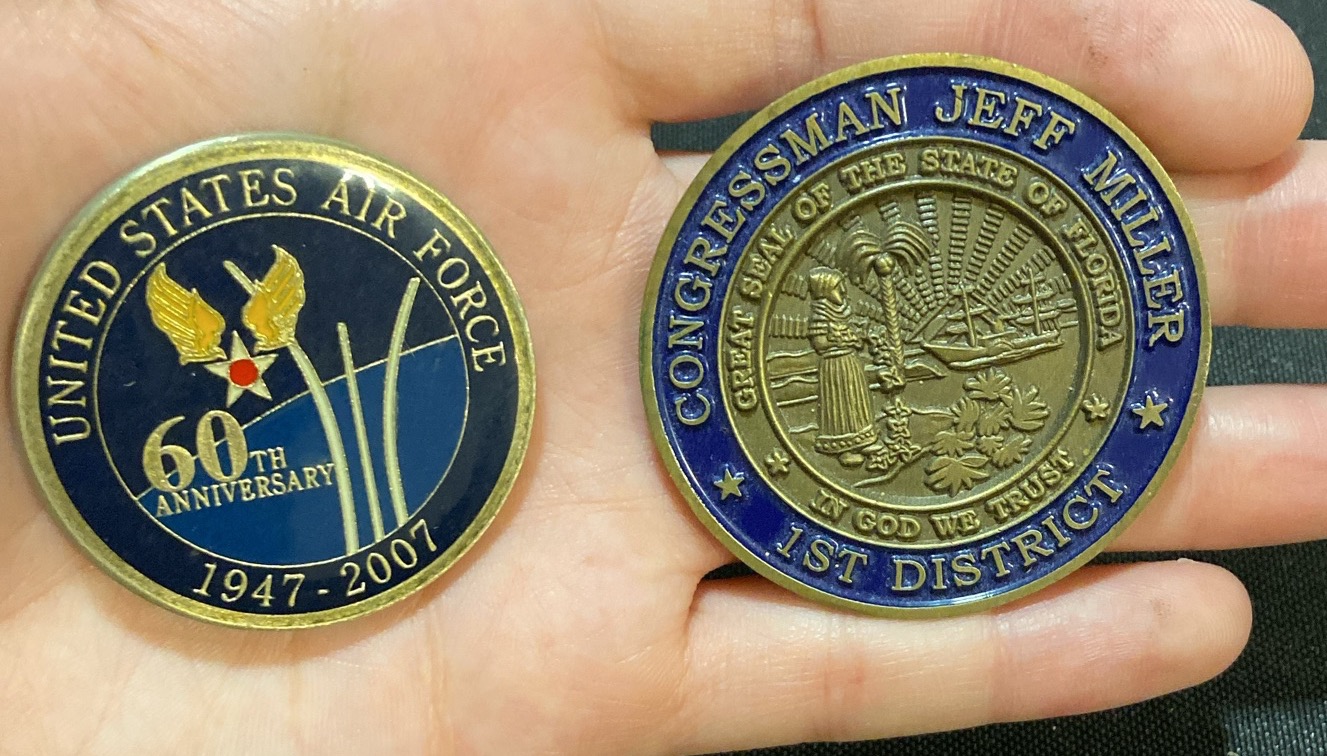 UNITED STATES AIR FORCE
60TH
ANNIVERSARY
1947-2007
CONGRESSMAN JEFF MILLER
GREAT SEAL OF THE STATE OF FLORIDA
IN GOD WE TRUST
1ST DISTRICT